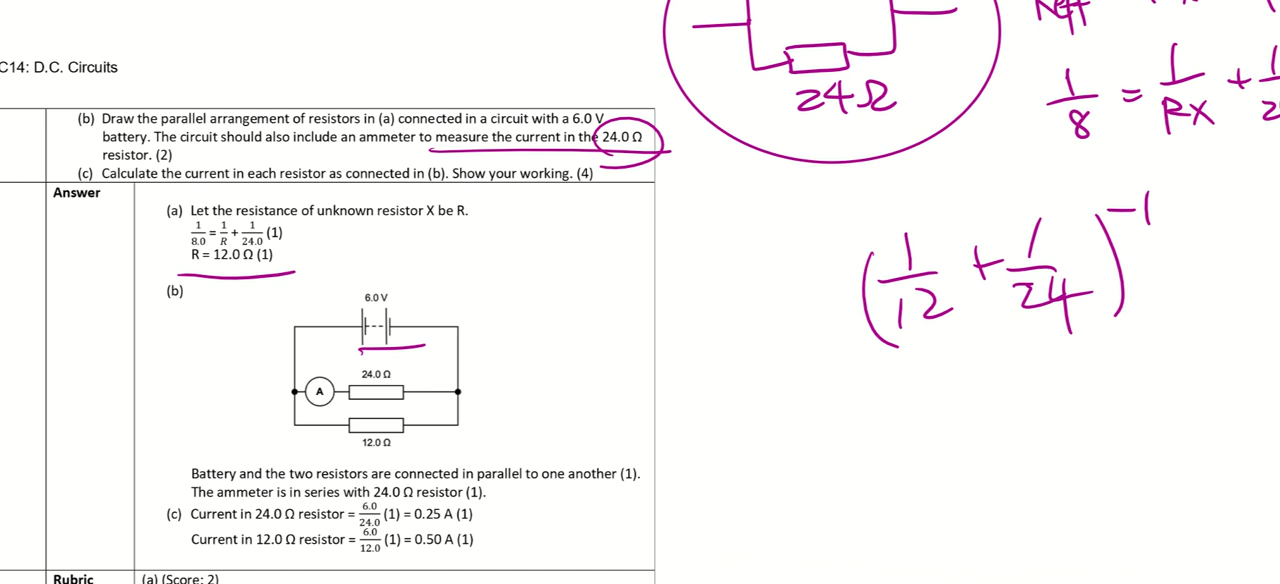 C14: D.C. Circuits
(b) Draw the parallel arrangement of resistors in (a) connected in a circuit with a 6.0 V
battery. The circuit should also include an ammeter to measure the current in the 24.0 Ω
resistor. (2)
(c) Calculate the current in each resistor as connected in (b). Show your working. (4)
Answer
(a) Let the resistance of unknown resistor X be R.
1/8.0 = 1/R + 1/24.0 (1)
R = 12.0 Ω (1)
(b)
6.0 V
24.0 Ω
A
12.0 Ω
Battery and the two resistors are connected in parallel to one another (1).
The ammeter is in series with 24.0 Ω resistor (1).
(c) Current in 24.0 Ω resistor = 6.0/24.0 (1) = 0.25 A (1)
Current in 12.0 Ω resistor = 6.0/12.0 (1) = 0.50 A (1)
Rubric
(a) (Score: 2)
24Ω
1/8 = 1/RX +
(1/12 + 1/24)^-1